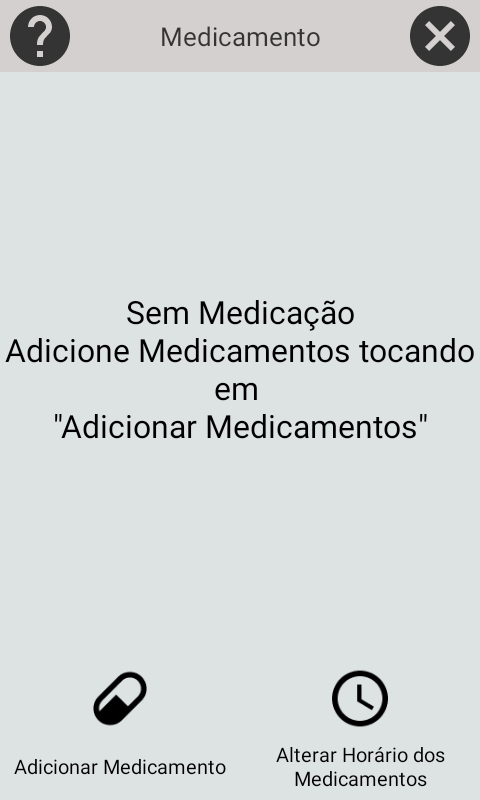 Medicamento
Sem Medicação
Adicione Medicamentos tocando
em
"Adicionar Medicamentos"
Adicionar Medicamento
Alterar Horário dos
Medicamentos